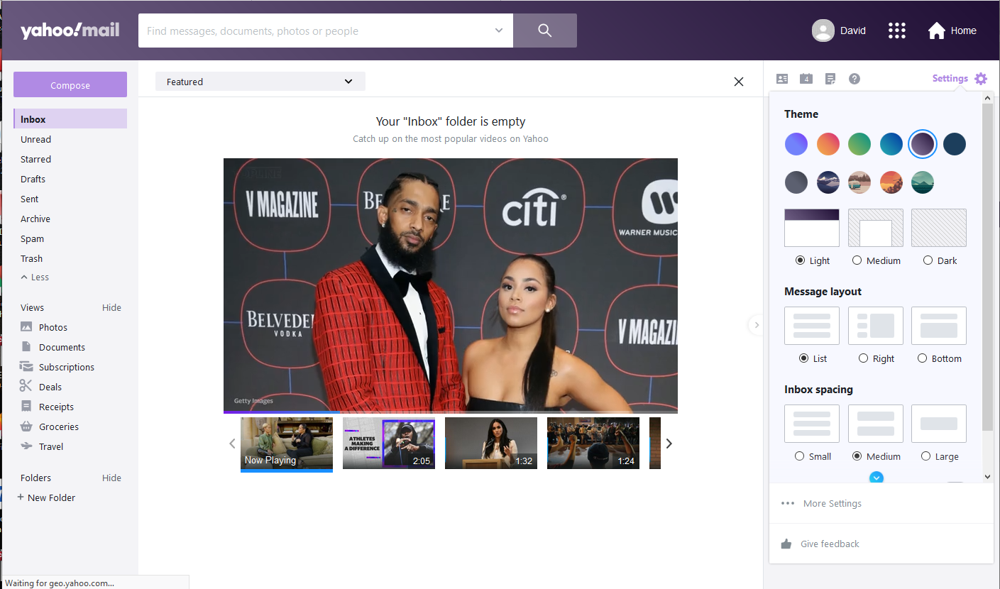 yahoo!mail
Find messages, documents, photos or people
David
Home
Compose
Inbox
Unread
Starred
Drafts
Sent
Archive
Spam
Trash
Less
Views Hide
Photos
Documents
Subscriptions
Deals
Receipts
Groceries
Travel
Folders Hide
+ New Folder
Featured
Your "Inbox" folder is empty
Catch up on the most popular videos on Yahoo
V MAGAZINE
citi®
WARNER MUSIC
BELVEDE
VODKA
V MAGAZI
Getty Images
Now Playing
ATHLETES
MAKING
A DIFFERENCE
2:05
1:32
1:24
4
Settings
Theme
Light Medium Dark
Message layout
List Right Bottom
Inbox spacing
Small Medium Large
More Settings
Give feedback
Waiting for geo.yahoo.com...